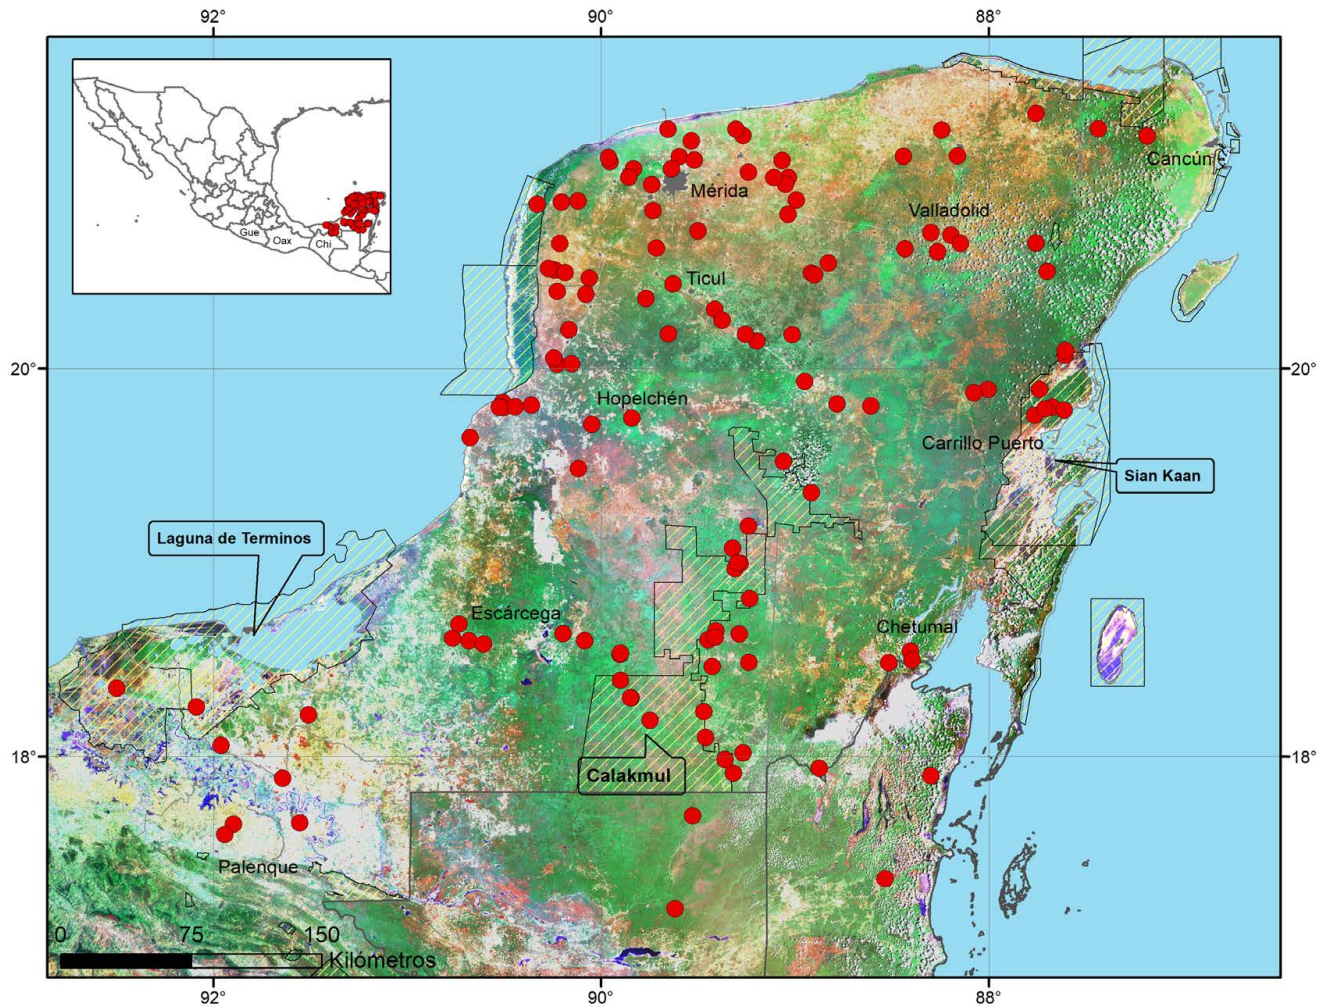 92°
90°
88°
Gue
Oax
Chi
Cancún
Mérida
Valladolid
Ticul
20°
20°
Hopelchén
Carrillo Puerto
Sian Kaan
Laguna de Terminos
Escárcega
Chetumal
18°
18°
Calakmul
Palenque
0
75
150
Kilómetros
92°
90°
88°